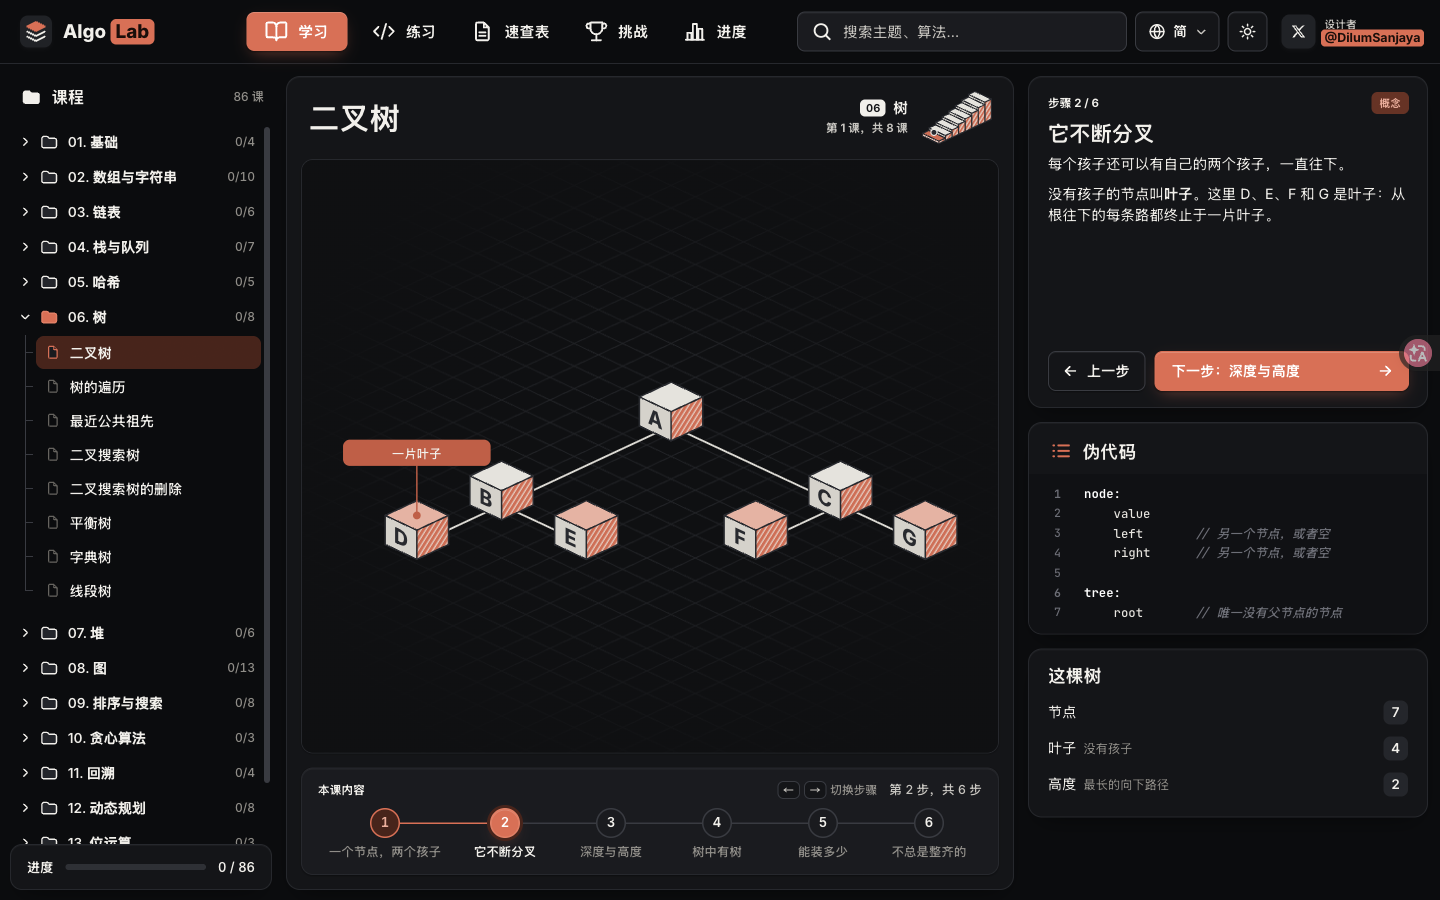 Algo Lab
学习
练习
速查表
挑战
进度
搜索主题、算法...
简
设计者
@DilumSanjaya
课程
86 课
01. 基础
0/4
02. 数组与字符串
0/10
03. 链表
0/6
04. 栈与队列
0/7
05. 哈希
0/5
06. 树
0/8
二叉树
树的遍历
最近公共祖先
二叉搜索树
二叉搜索树的删除
平衡树
字典树
线段树
07. 堆
0/6
08. 图
0/13
09. 排序与搜索
0/8
10. 贪心算法
0/3
11. 回溯
0/4
12. 动态规划
0/8
13. 位运算
0/3
进度
0 / 86
二叉树
06 树
第 1 课，共 8 课
A
一片叶子
B
C
D
E
F
G
本课内容
← → 切换步骤
第 2 步，共 6 步
1
2
3
4
5
6
一个节点，两个孩子
它不断分叉
深度与高度
树中有树
能装多少
不总是整齐的
步骤 2 / 6
概念
它不断分叉
每个孩子还可以有自己的两个孩子，一直往下。
没有孩子的节点叫叶子。这里 D、E、F 和 G 是叶子：从
根往下的每条路都终止于一片叶子。
← 上一步
下一步：深度与高度 →
伪代码
1 node:
2 value
3 left // 另一个节点，或者空
4 right // 另一个节点，或者空
5
6 tree:
7 root // 唯一没有父节点的节点
这棵树
节点
7
叶子 没有孩子
4
高度 最长的向下路径
2